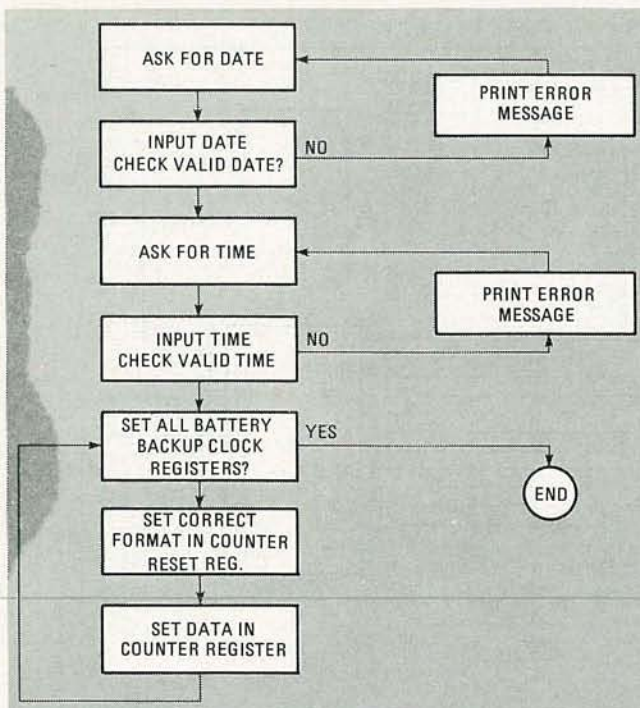 ASK FOR DATE
PRINT ERROR
MESSAGE
INPUT DATE
CHECK VALID DATE?
NO
ASK FOR TIME
PRINT ERROR
MESSAGE
INPUT TIME
CHECK VALID TIME
NO
SET ALL BATTERY
BACKUP CLOCK
REGISTERS?
YES
END
SET CORRECT
FORMAT IN COUNTER
RESET REG.
SET DATA IN
COUNTER REGISTER